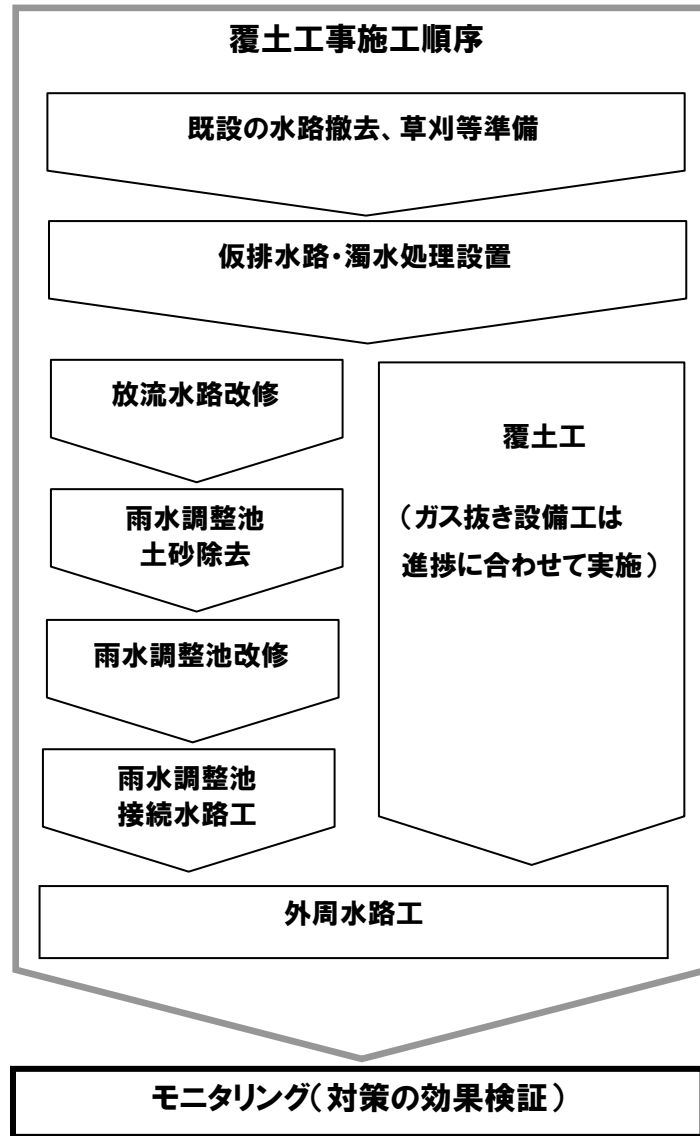 覆土工事施工順序
既設の水路撤去、草刈等準備
仮排水路・濁水処理設置
放流水路改修
雨水調整池
土砂除去
雨水調整池改修
雨水調整池
接続水路工
覆土工
（ガス抜き設備工は
進捗に合わせて実施）
外周水路工
モニタリング（対策の効果検証）